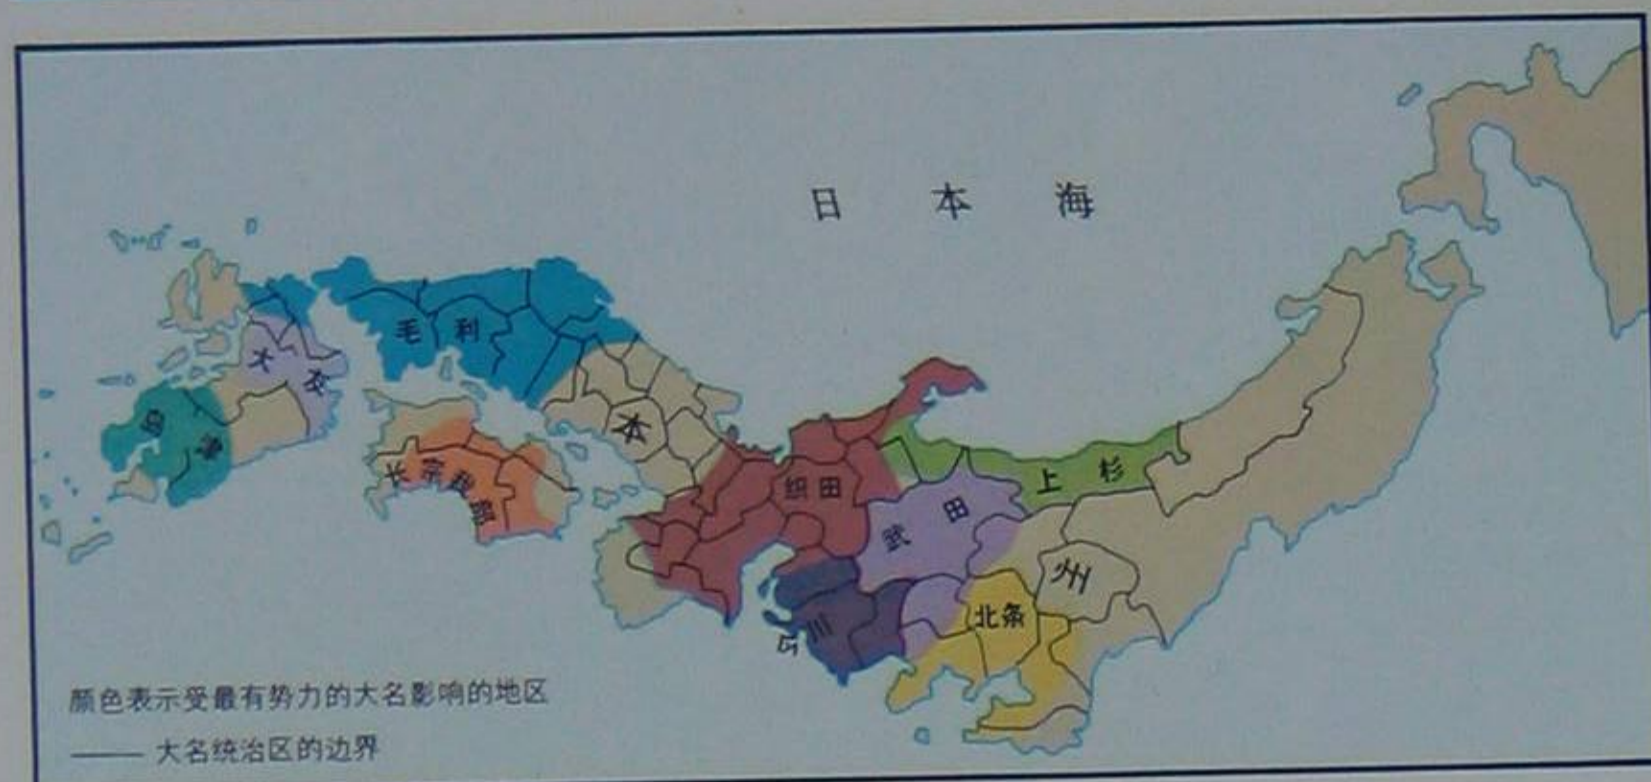 日本海
毛利
大友
岛津
本
长宗我部
织田
上杉
武田
州
北条
川
颜色表示受最有势力的大名影响的地区
大名统治区的边界